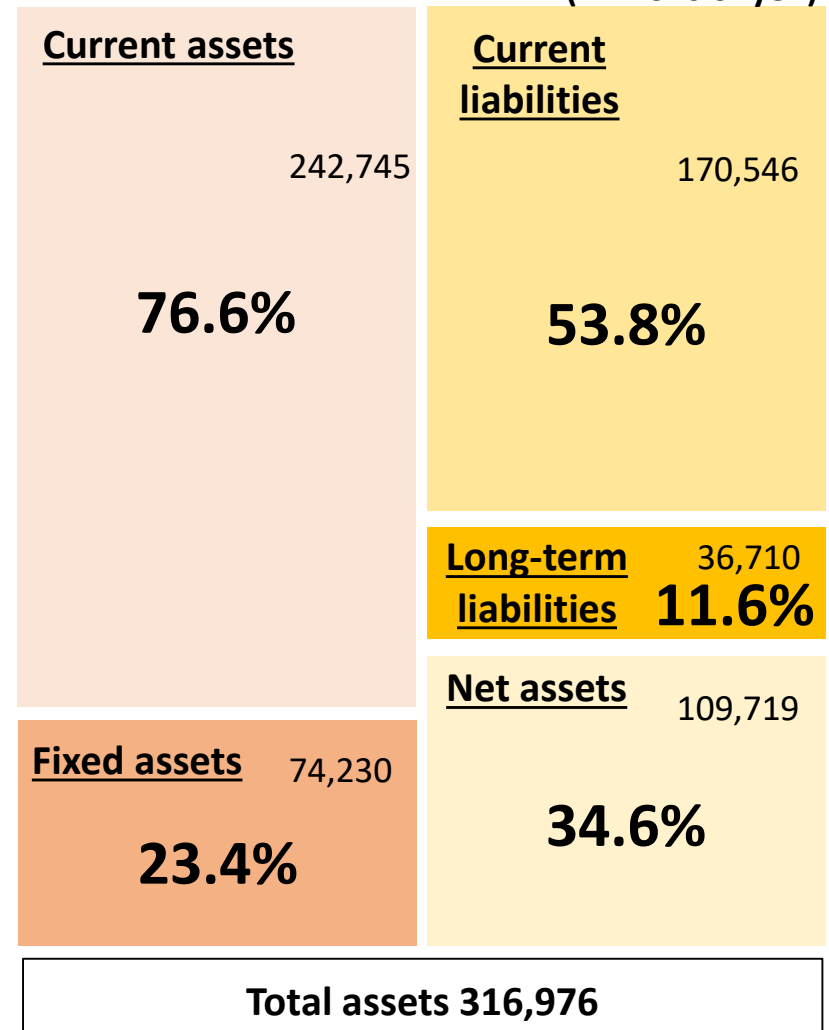 Current assets
242,745
76.6%
Fixed assets 74,230
23.4%
Current
liabilities
170,546
53.8%
Long-term 36,710
liabilities 11.6%
Net assets 109,719
34.6%
Total assets 316,976